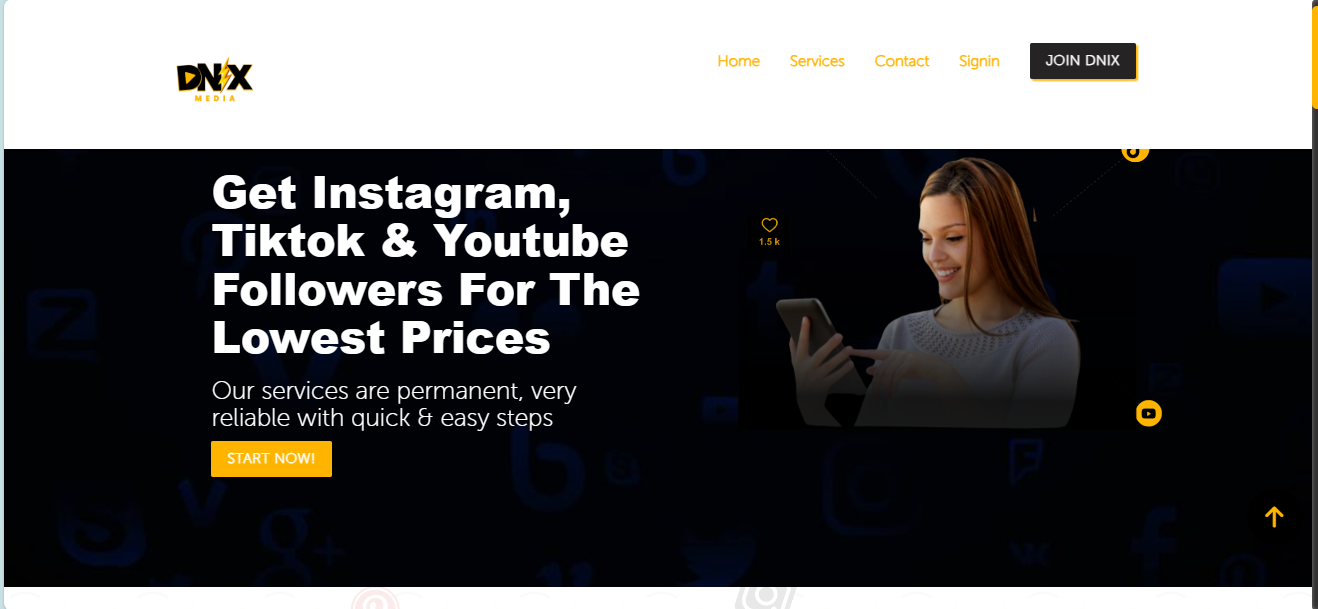 DNIX
MEDIA
Home Services Contact Signin JOIN DNIX
Get Instagram,
Tiktok & Youtube
Followers For The
Lowest Prices
1.5 k
Our services are permanent, very
reliable with quick & easy steps
START NOW!